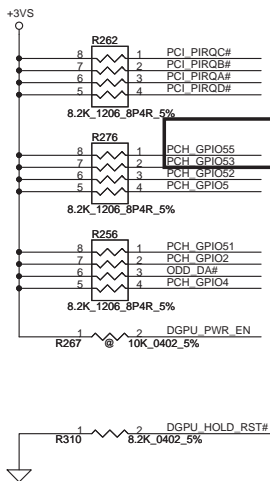 +3VS
R262
8 1 PCI_PIRQC#
7 2 PCI_PIRQB#
6 3 PCI_PIRQA#
5 4 PCI_PIRQD#
8.2K_1206_8P4R_5%
R276
8 1 PCH_GPIO55
7 2 PCH_GPIO53
6 3 PCH_GPIO52
5 4 PCH_GPIO5
8.2K_1206_8P4R_5%
R256
8 1 PCH_GPIO51
7 2 PCH_GPIO2
6 3 ODD_DA#
5 4 PCH_GPIO4
8.2K_1206_8P4R_5%
1 2 DGPU_PWR_EN
R267 @ 10K_0402_5%
1 2 DGPU_HOLD_RST#
R310 8.2K_0402_5%